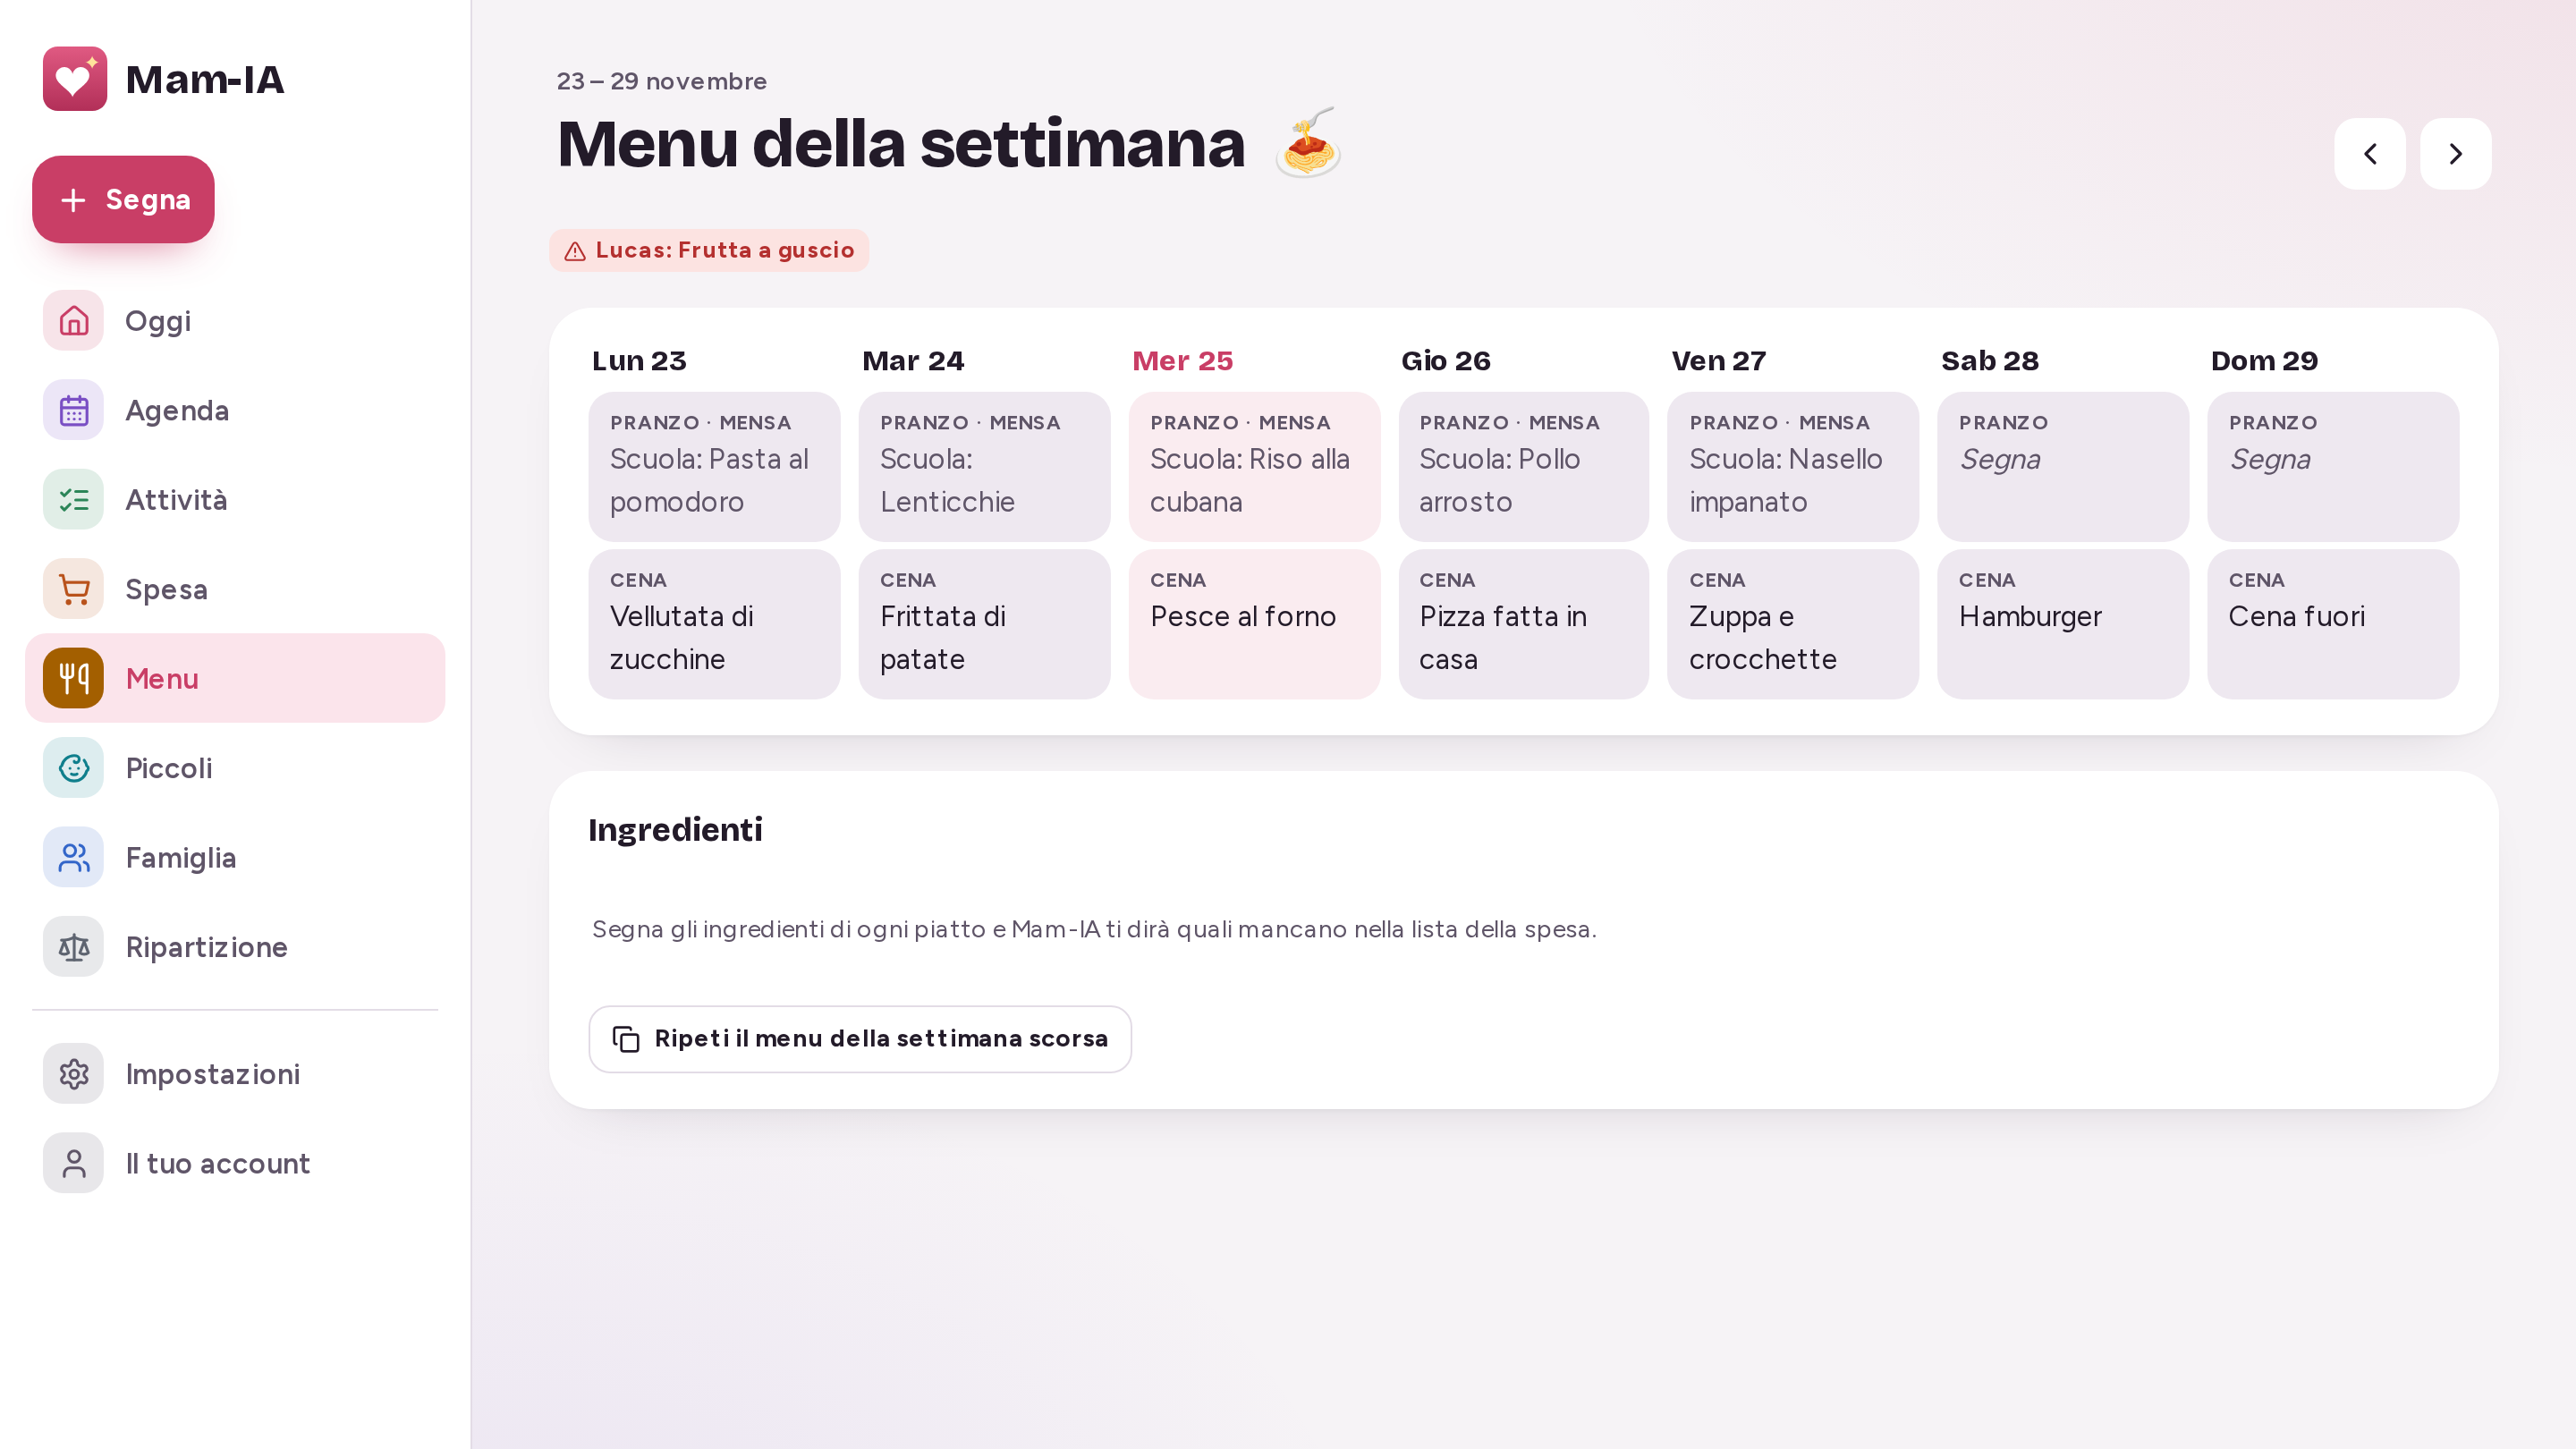 Mam-IA
Segna
Oggi
Agenda
Attività
Spesa
Menu
Piccoli
Famiglia
Ripartizione
Impostazioni
Il tuo account
23 – 29 novembre
Menu della settimana
Lucas: Frutta a guscio
Lun 23
PRANZO · MENSA
Scuola: Pasta al
pomodoro
CENA
Vellutata di
zucchine
Mar 24
PRANZO · MENSA
Scuola:
Lenticchie
CENA
Frittata di
patate
Mer 25
PRANZO · MENSA
Scuola: Riso alla
cubana
CENA
Pesce al forno
Gio 26
PRANZO · MENSA
Scuola: Pollo
arrosto
CENA
Pizza fatta in
casa
Ven 27
PRANZO · MENSA
Scuola: Nasello
impanato
CENA
Zuppa e
crocchette
Sab 28
PRANZO
Segna
CENA
Hamburger
Dom 29
PRANZO
Segna
CENA
Cena fuori
Ingredienti
Segna gli ingredienti di ogni piatto e Mam-IA ti dirà quali mancano nella lista della spesa.
Ripeti il menu della settimana scorsa